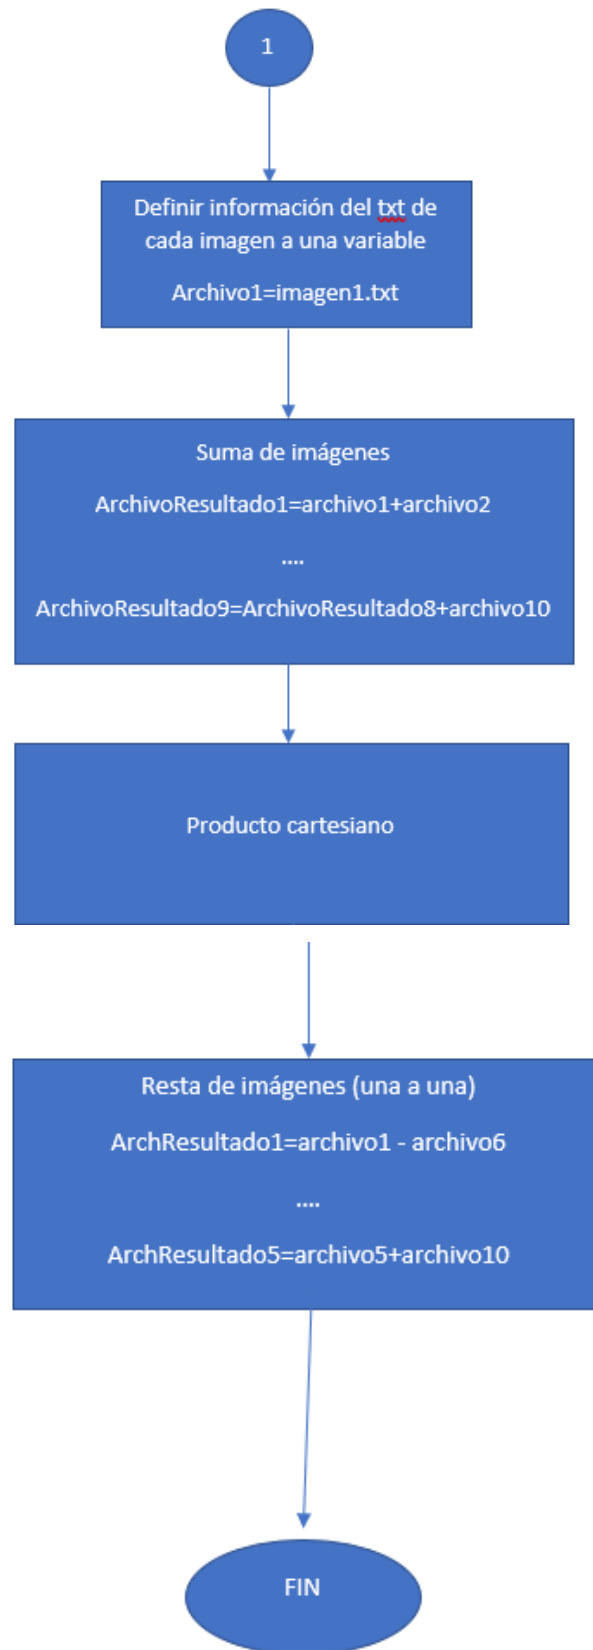 1
Definir información del txt de
cada imagen a una variable
Archivo1=imagen1.txt
Suma de imágenes
ArchivoResultado1=archivo1+archivo2
....
ArchivoResultado9=ArchivoResultado8+archivo10
Producto cartesiano
Resta de imágenes (una a una)
ArchResultado1=archivo1 - archivo6
....
ArchResultado5=archivo5+archivo10
FIN